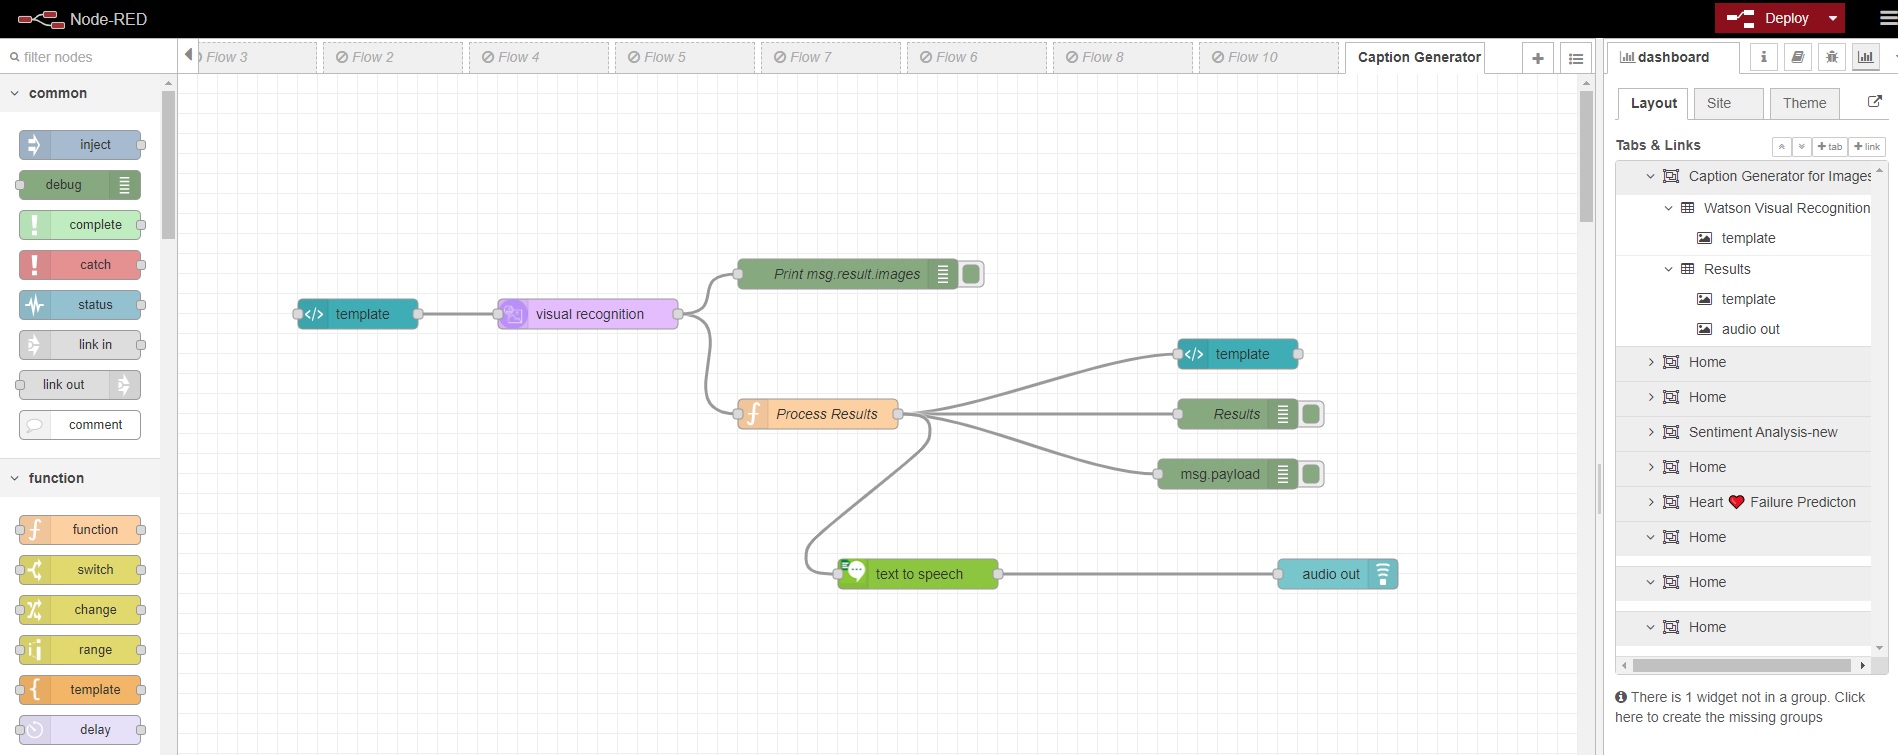 Node-RED
Deploy
filter nodes
Flow 3
Flow 2
Flow 4
Flow 5
Flow 7
Flow 6
Flow 8
Flow 10
Caption Generator
dashboard
common
inject
debug
complete
catch
status
link in
link out
comment
function
function
switch
change
range
template
delay
template
visual recognition
Print msg.result.images
Process Results
template
Results
msg.payload
text to speech
audio out
Layout
Site
Theme
Tabs & Links
+ tab
+ link
Caption Generator for Images
Watson Visual Recognition
template
Results
template
audio out
Home
Home
Sentiment Analysis-new
Home
Heart ❤ Failure Predicton
Home
Home
Home
There is 1 widget not in a group. Click
here to create the missing groups